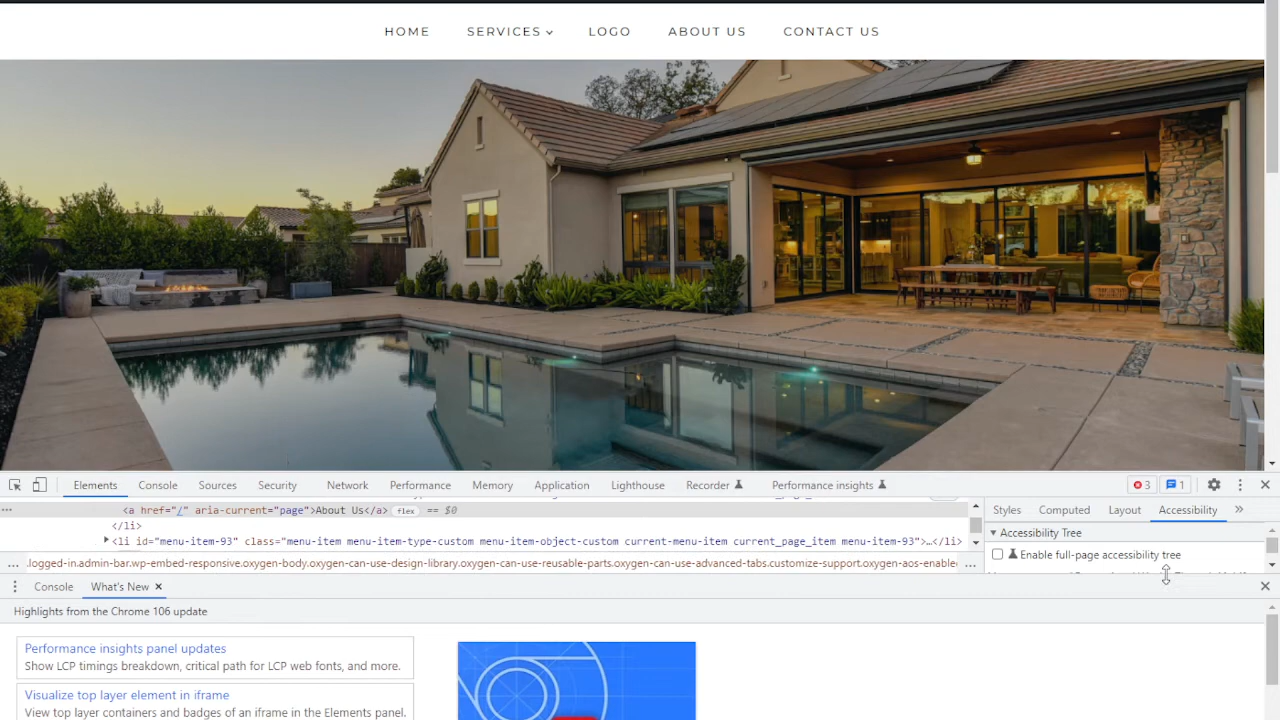 HOME SERVICES LOGO ABOUT US CONTACT US
Elements Console Sources Security Network Performance Memory Application Lighthouse Recorder Performance insights 3 1
... <a href="/" aria-current="page">About Us</a> flex == $0
</li>
<li id="menu-item-93" class="menu-item menu-item-type-custom menu-item-object-custom current-menu-item current_page_item menu-item-93">…</li>
... .logged-in.admin-bar.wp-embed-responsive.oxygen-body.oxygen-can-use-design-library.oxygen-can-use-reusable-parts.oxygen-can-use-advanced-tabs.customize-support.oxygen-aos-enable ...
Styles Computed Layout Accessibility
Accessibility Tree
Enable full-page accessibility tree
Console What's New
Highlights from the Chrome 106 update
Performance insights panel updates
Show LCP timings breakdown, critical path for LCP web fonts, and more.
Visualize top layer element in iframe
View top layer containers and badges of an iframe in the Elements panel.